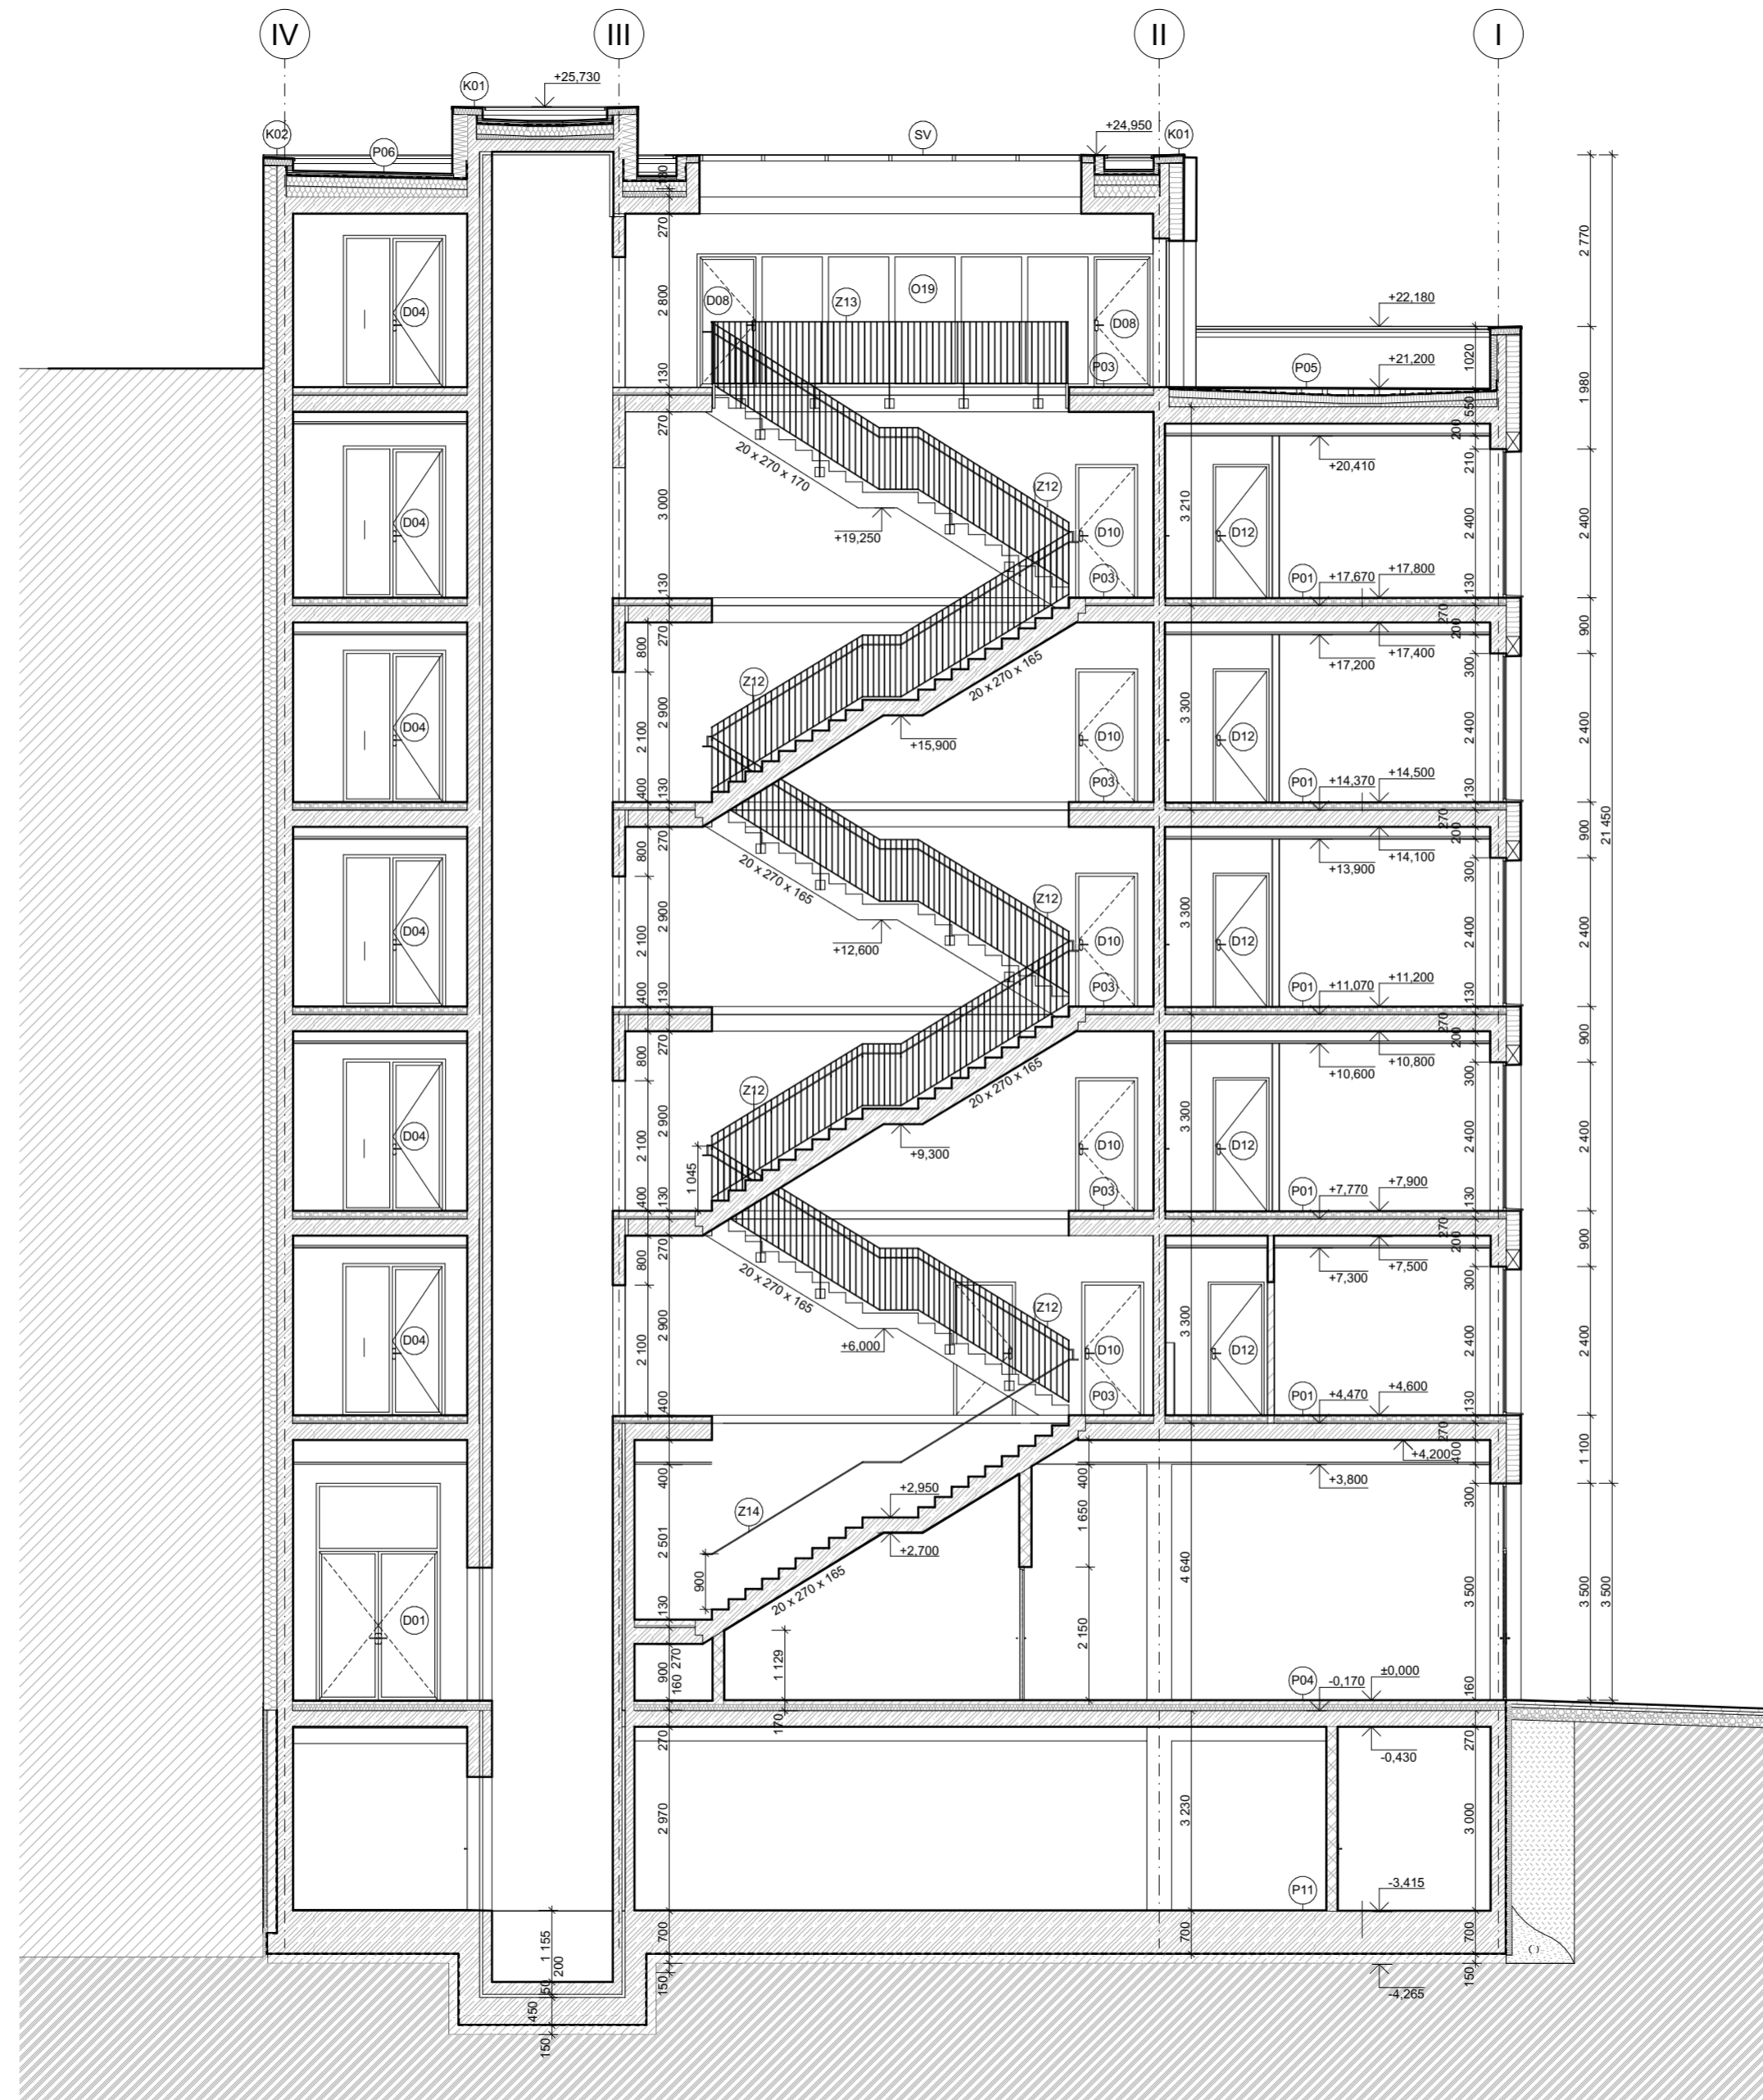 IV
III
II
I
K01
+25,730
K02
P06
SV
+24,950
K01
180
270
2 770
D08
Z13
O19
D08
D04
2 800
+22,180
1020
+21,200
P03
P05
130
1 980
550
270
200
20 x 270 x 170
+20,410
210
Z12
3 000
3 210
D04
D10
D12
+19,250
2 400
2 400
P03
P01
+17,670
+17,800
130
130
270
270
200
900
800
20 x 270 x 165
+17,200
+17,400
300
Z12
2 900
3 300
D04
2 100
D10
D12
+15,900
2 400
2 400
400
130
P03
P01
+14,370
+14,500
130
21 450
270
270
200
900
800
20 x 270 x 165
+13,900
+14,100
300
Z12
2 900
3 300
D04
2 100
D10
D12
+12,600
2 400
2 400
400
130
P03
P01
+11,070
+11,200
130
270
270
200
900
800
20 x 270 x 165
+10,600
+10,800
300
Z12
2 900
3 300
D04
2 100
D10
D12
+9,300
1 045
2 400
2 400
400
130
P03
P01
+7,770
+7,900
130
270
270
200
900
800
20 x 270 x 165
+7,300
+7,500
300
Z12
2 900
3 300
D04
2 100
D10
D12
+6,000
2 400
2 400
400
P03
P01
+4,470
+4,600
130
270
+4,200
400
1 100
400
400
+3,800
300
+2,950
Z14
1 650
2 501
+2,700
900
20 x 270 x 165
4 640
3 500
3 500
3 500
130
D01
2 150
270
900
160
1 129
P04
-0,170
±0,000
160
170
270
-0,430
270
2 970
3 230
3 000
P11
-3,415
1 155
200
700
700
700
50
150
-4,265
150
450
150